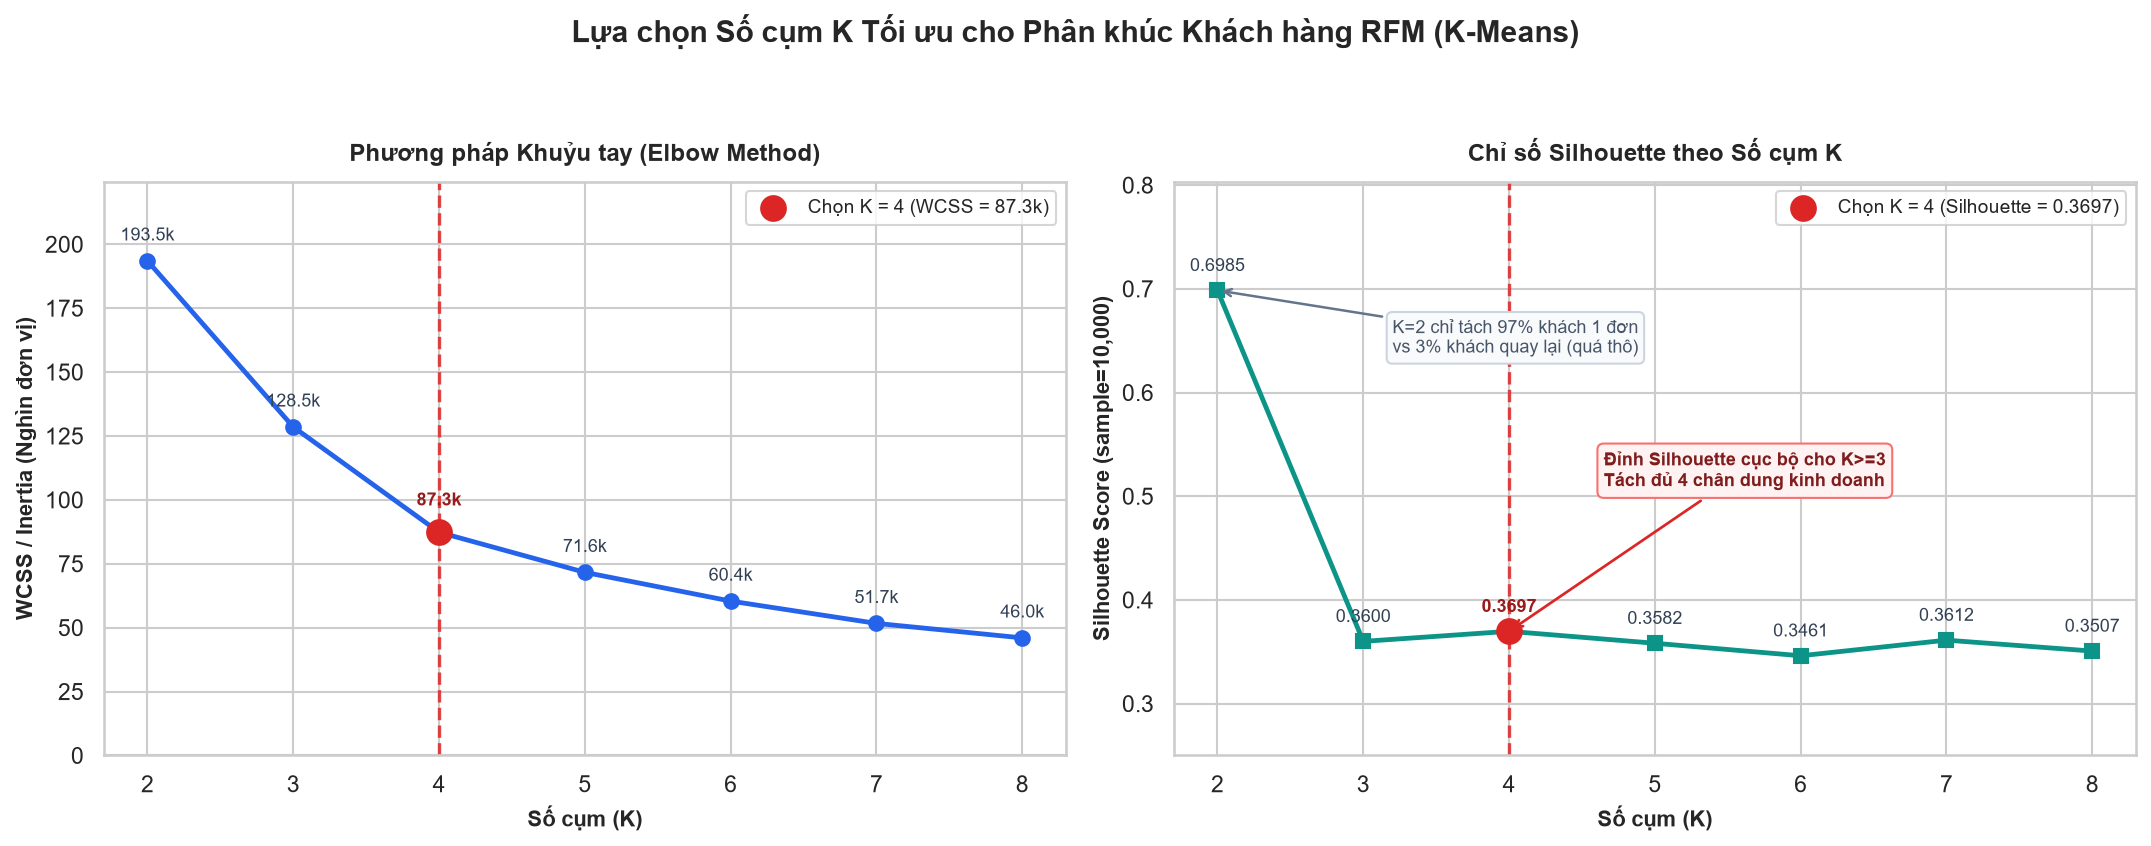 Lựa chọn Số cụm K Tối ưu cho Phân khúc Khách hàng RFM (K-Means)
Phương pháp Khuỷu tay (Elbow Method)
Chọn K = 4 (WCSS = 87.3k)
193.5k
128.5k
87.3k
71.6k
60.4k
51.7k
46.0k
200
175
150
125
100
75
50
25
0
WCSS / Inertia (Nghìn đơn vị)
2 3 4 5 6 7 8
Số cụm (K)
Chỉ số Silhouette theo Số cụm K
Chọn K = 4 (Silhouette = 0.3697)
0.6985
K=2 chỉ tách 97% khách 1 đơn
vs 3% khách quay lại (quá thô)
Đỉnh Silhouette cục bộ cho K>=3
Tách đủ 4 chân dung kinh doanh
0.3600
0.3697
0.3582
0.3461
0.3612
0.3507
0.8
0.7
0.6
0.5
0.4
0.3
Silhouette Score (sample=10,000)
2 3 4 5 6 7 8
Số cụm (K)